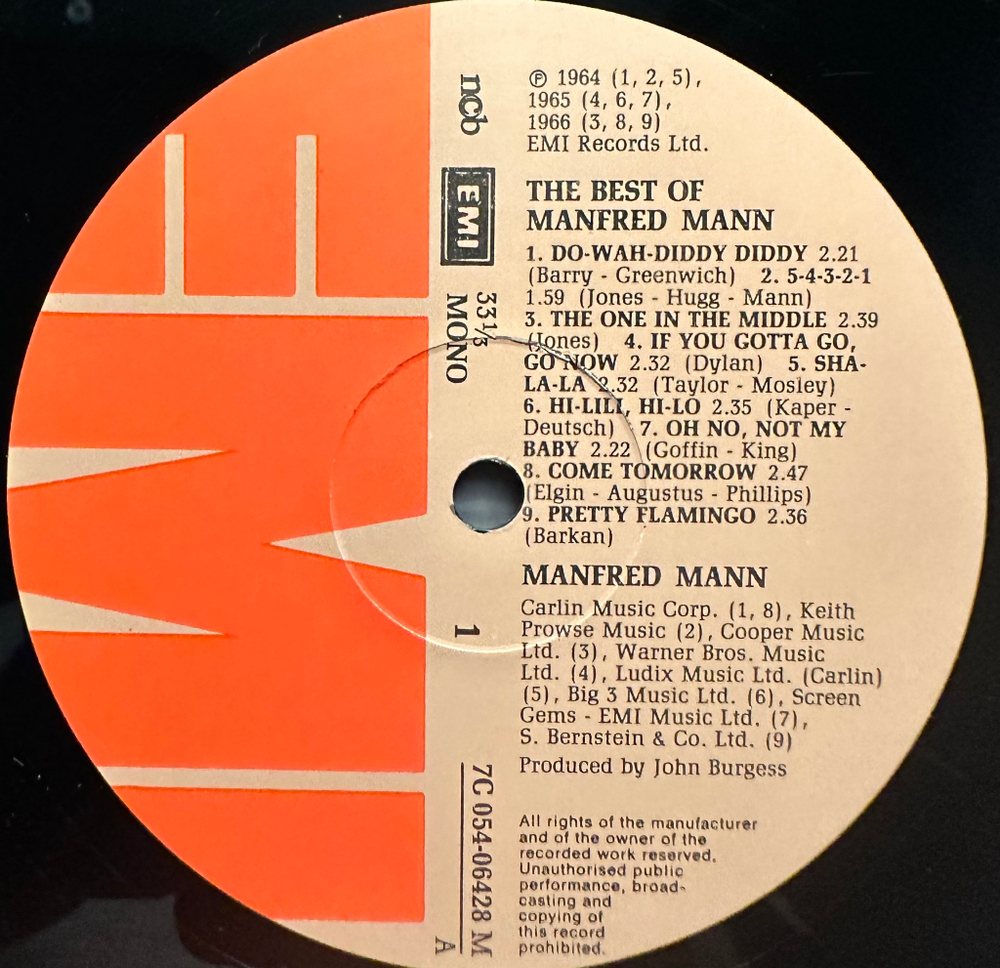 ncb
EMI
33⅓
MONO
1
7C 054-06428 M
A
℗ 1964 (1, 2, 5),
1965 (4, 6, 7),
1966 (3, 8, 9)
EMI Records Ltd.
THE BEST OF
MANFRED MANN
1. DO-WAH-DIDDY DIDDY 2.21
(Barry - Greenwich) 2. 5-4-3-2-1
1.59 (Jones - Hugg - Mann)
3. THE ONE IN THE MIDDLE 2.39
(Jones) 4. IF YOU GOTTA GO,
GO NOW 2.32 (Dylan) 5. SHA-
LA-LA 2.32 (Taylor - Mosley)
6. HI-LILI, HI-LO 2.35 (Kaper -
Deutsch) 7. OH NO, NOT MY
BABY 2.22 (Goffin - King)
8. COME TOMORROW 2.47
(Elgin - Augustus - Phillips)
9. PRETTY FLAMINGO 2.36
(Barkan)
MANFRED MANN
Carlin Music Corp. (1, 8), Keith
Prowse Music (2), Cooper Music
Ltd. (3), Warner Bros. Music
Ltd. (4), Ludix Music Ltd. (Carlin)
(5), Big 3 Music Ltd. (6), Screen
Gems - EMI Music Ltd. (7),
S. Bernstein & Co. Ltd. (9)
Produced by John Burgess
All rights of the manufacturer
and of the owner of the
recorded work reserved.
Unauthorised public
performance, broad-
casting and
copying of
this record
prohibited.